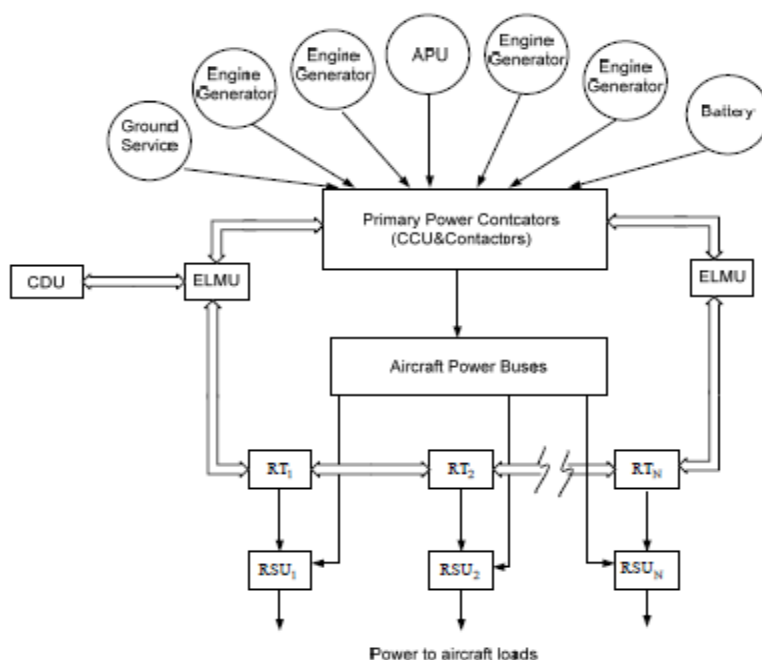 APU
Engine
Generator
Engine
Generator
Engine
Generator
Engine
Generator
Ground
Service
Battery
Primary Power Contcators
(CCU&Contactors)
CDU
ELMU
ELMU
Aircraft Power Buses
RT1
RT2
RTN
RSU1
RSU2
RSUN
Power to aircraft loads